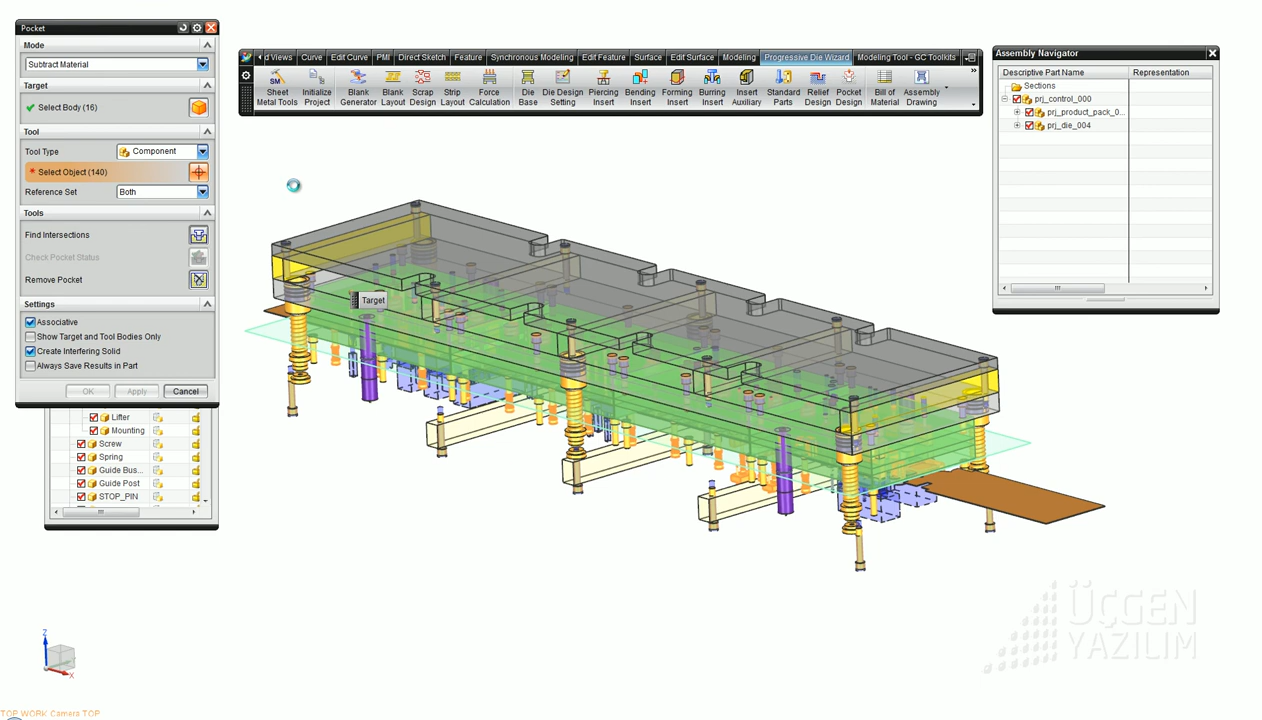 Pocket
Mode
Subtract Material
Target
Select Body (16)
Tool
Tool Type
Component
* Select Object (140)
Reference Set
Both
Tools
Find Intersections
Check Pocket Status
Remove Pocket
Settings
Associative
Show Target and Tool Bodies Only
Create Interfering Solid
Always Save Results in Part
OK
Apply
Cancel
Lifter
Mounting
Screw
Spring
Guide Bus...
Guide Post
STOP_PIN
d Views
Curve
Edit Curve
PMI
Direct Sketch
Feature
Synchronous Modeling
Edit Feature
Surface
Edit Surface
Modeling
Progressive Die Wizard
Modeling Tool - GC Toolkits
Sheet Metal Tools
Initialize Project
Blank Generator
Blank Layout
Scrap Design
Strip Layout
Force Calculation
Die Base
Die Design Setting
Piercing Insert
Bending Insert
Forming Insert
Burring Insert
Insert Auxiliary
Standard Parts
Relief Design
Pocket Design
Bill of Material
Assembly Drawing
Assembly Navigator
Descriptive Part Name
Representation
Sections
prj_control_000
prj_product_pack_0...
prj_die_004
Target
ÜÇGEN
YAZILIM
Z
X
TOP WORK Camera TOP